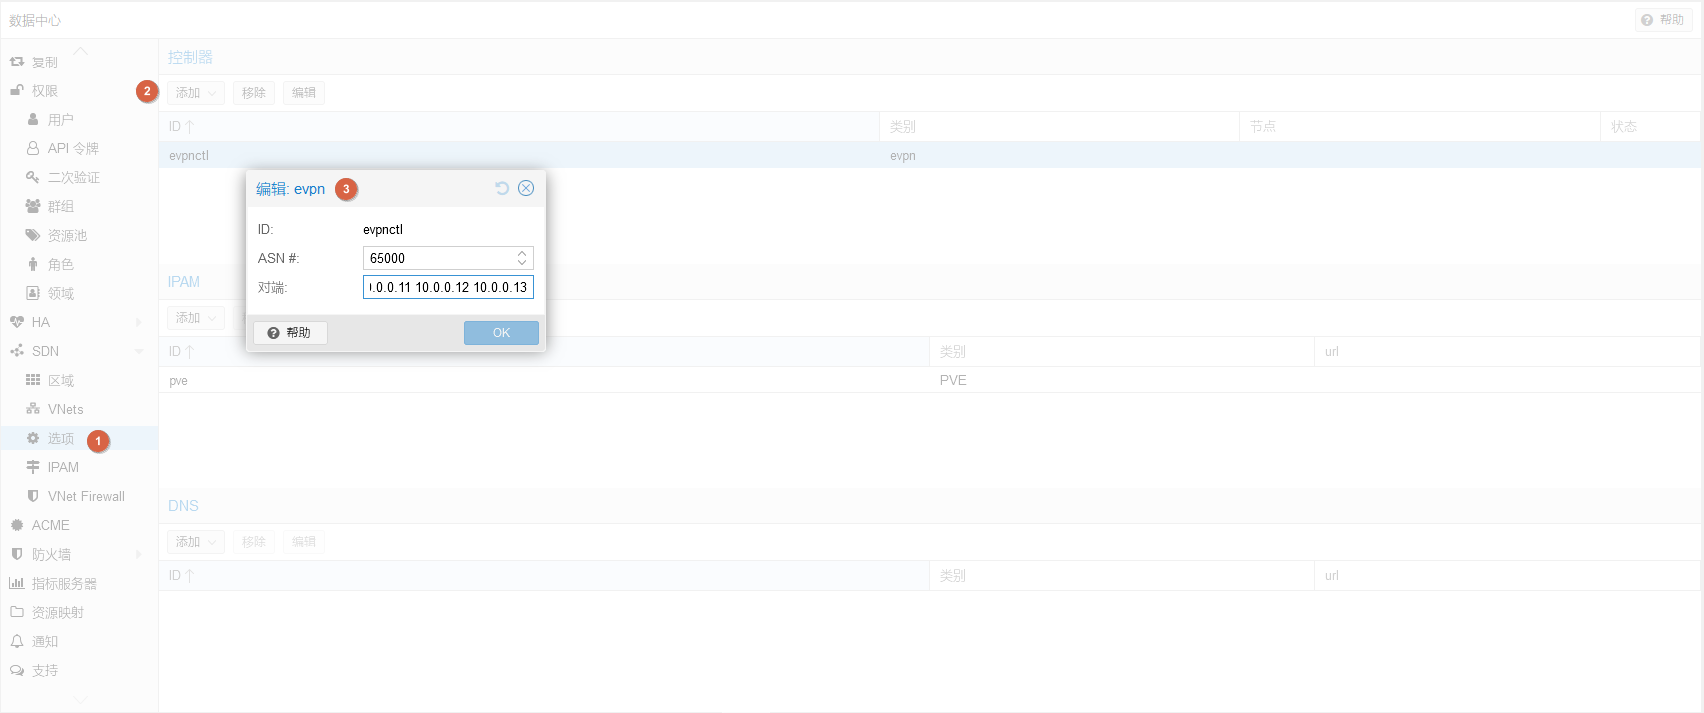 数据中心
帮助
复制
权限
用户
API 令牌
二次验证
群组
资源池
角色
领域
HA
SDN
区域
VNets
选项
1
IPAM
VNet Firewall
ACME
防火墙
指标服务器
资源映射
通知
支持
控制器
2
添加 移除 编辑
ID 类别 节点 状态
evpnctl evpn
编辑: evpn 3
ID: evpnctl
ASN #: 65000
对端: .0.0.11 10.0.0.12 10.0.0.13
帮助 OK
IPAM
添加
ID 类别 url
pve PVE
DNS
添加 移除 编辑
ID 类别 url